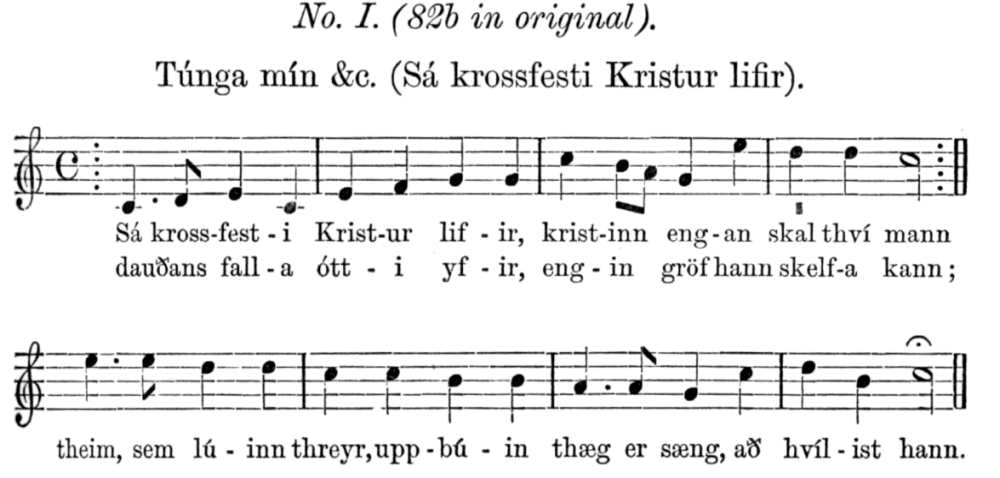 No. I. (82b in original).
Túnga mín &c. (Sá krossfesti Kristur lifir).
Sá kross-fest - i Krist-ur lif - ir, krist-inn eng-an skal thví mann
dauðans fall-a ótt - i yf - ir, eng-in gröf hann skelf-a kann;
theim, sem lú-inn threyr, upp-bú - in thæg er sæng, að hvíl-ist hann.